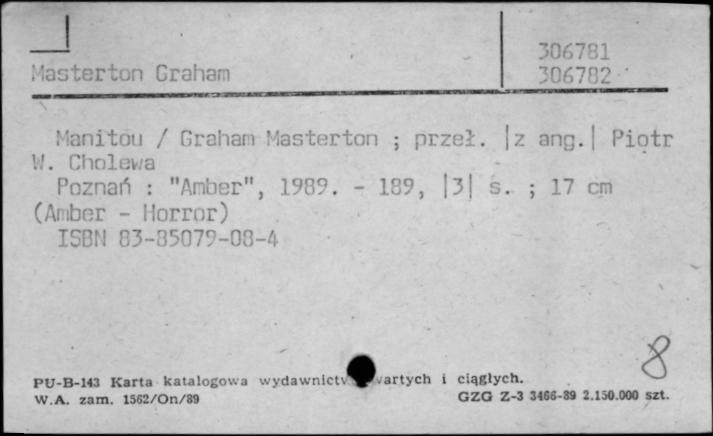 306781
Masterton Graham 306782
Manitou / Graham Masterton ; przeł. |z ang.| Piotr
W. Cholewa
Poznań : "Amber", 1989. - 189, |3| s. ; 17 cm
(Amber - Horror)
ISBN 83-85079-08-4
8
PU-B-143 Karta katalogowa wydawnictw zwartych i ciągłych.
W.A. zam. 1562/On/89 GZG Z-3 3466-89 2.150.000 szt.